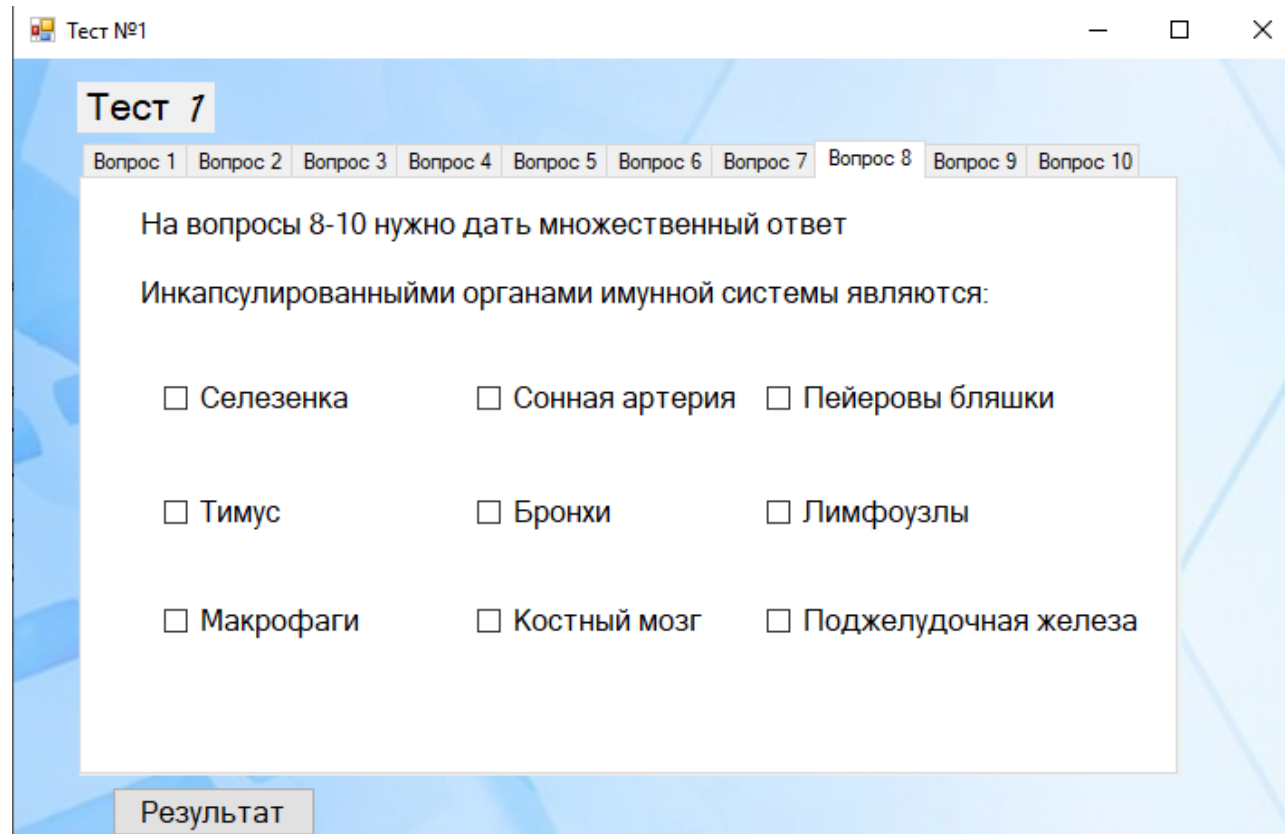 Тест №1
Тест 1
Вопрос 1 Вопрос 2 Вопрос 3 Вопрос 4 Вопрос 5 Вопрос 6 Вопрос 7 Вопрос 8 Вопрос 9 Вопрос 10
На вопросы 8-10 нужно дать множественный ответ
Инкапсулированныйми органами имунной системы являются:
Селезенка Сонная артерия Пейеровы бляшки
Тимус Бронхи Лимфоузлы
Макрофаги Костный мозг Поджелудочная железа
Результат